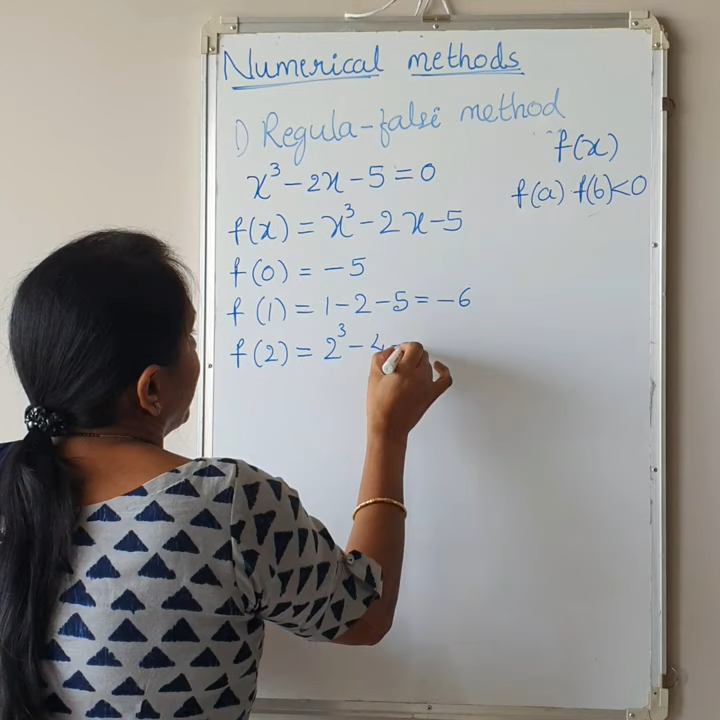 Numerical methods
1) Regula-falsi method
f(x)
x³ - 2x - 5 = 0
f(a) f(b)<0
f(x) = x³ - 2x - 5
f(0) = -5
f(1) = 1 - 2 - 5 = -6
f(2) = 2³ - 4 -